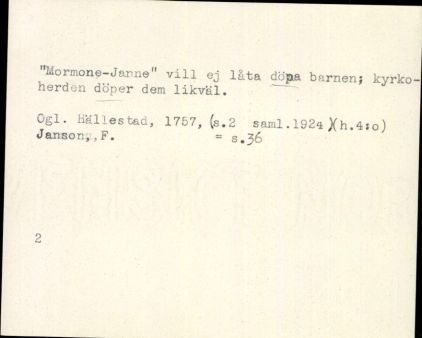 "Mormone-Janne" vill ej låta döpa barnen; kyrko-
herden döper dem likväl.
Ogl. Hällestad, 1757, (s.2 saml.1924)(h.4:o)
Janson, F. = s.36
2